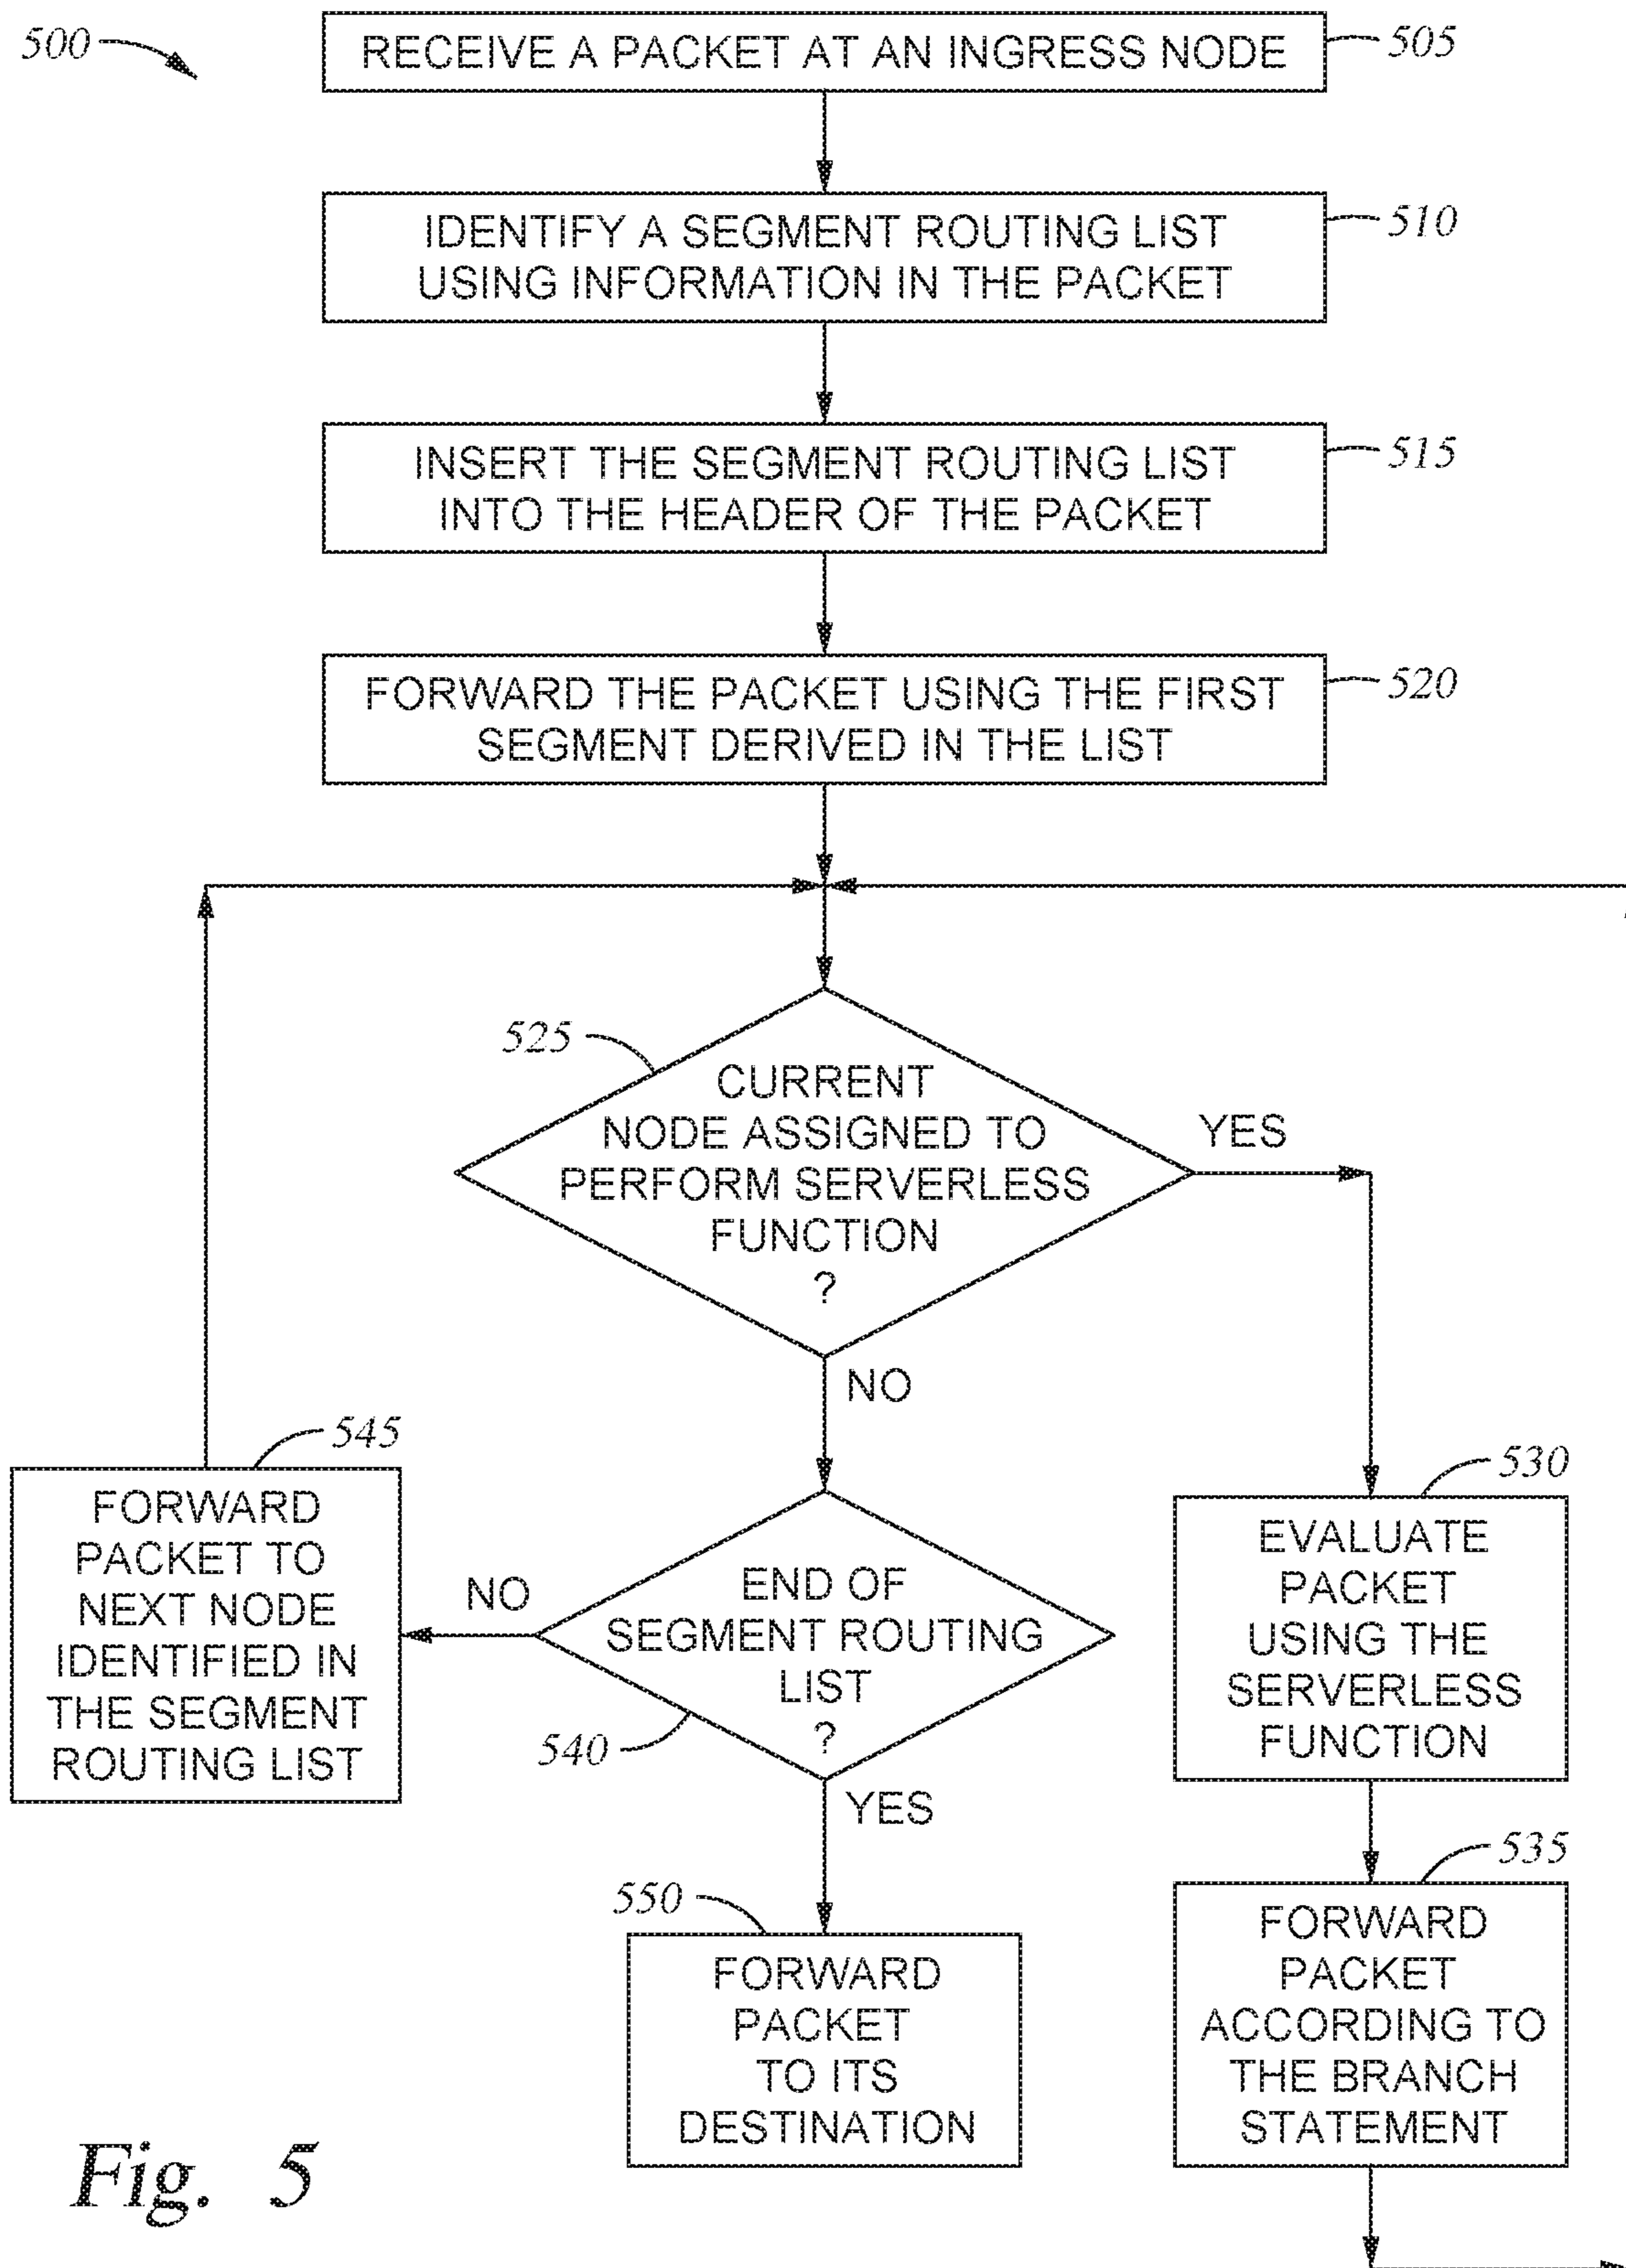 500
RECEIVE A PACKET AT AN INGRESS NODE
505
IDENTIFY A SEGMENT ROUTING LIST
USING INFORMATION IN THE PACKET
510
INSERT THE SEGMENT ROUTING LIST
INTO THE HEADER OF THE PACKET
515
FORWARD THE PACKET USING THE FIRST
SEGMENT DERIVED IN THE LIST
520
525
CURRENT
NODE ASSIGNED TO
PERFORM SERVERLESS
FUNCTION
?
YES
NO
545
FORWARD
PACKET TO
NEXT NODE
IDENTIFIED IN
THE SEGMENT
ROUTING LIST
NO
END OF
SEGMENT ROUTING
LIST
?
540
YES
530
EVALUATE
PACKET
USING THE
SERVERLESS
FUNCTION
550
FORWARD
PACKET
TO ITS
DESTINATION
535
FORWARD
PACKET
ACCORDING TO
THE BRANCH
STATEMENT
Fig. 5